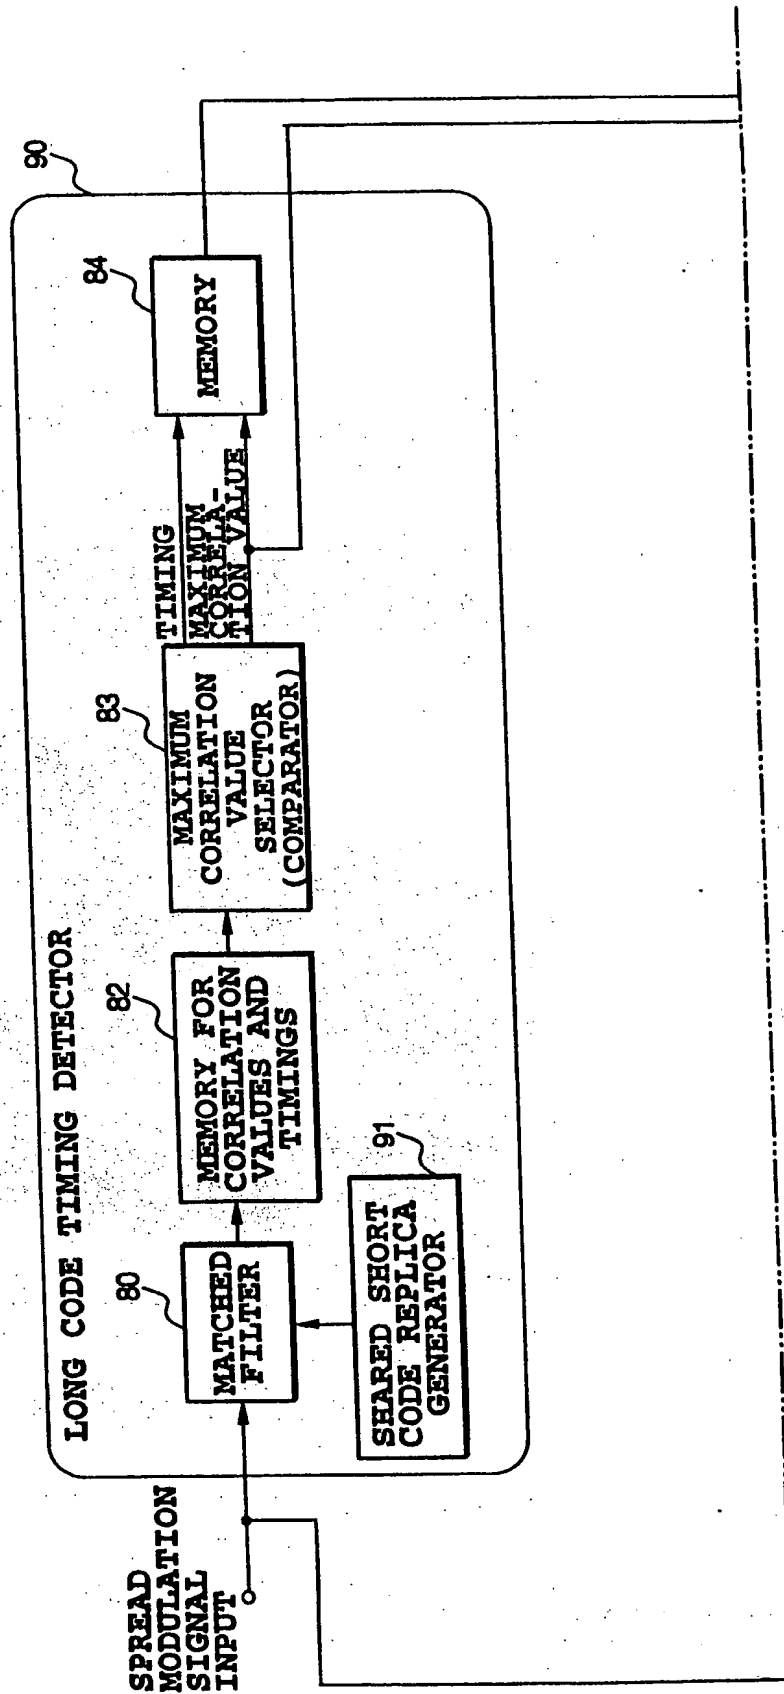 LONG CODE TIMING DETECTOR
90
SPREAD
MODULATION
SIGNAL
INPUT
80
MATCHED
FILTER
82
MEMORY FOR
CORRELATION
VALUES AND
TIMINGS
83
MAXIMUM
CORRELATION
VALUE
SELECTOR
(COMPARATOR)
TIMING
MAXIMUM
CORRELA-
TION VALUE
84
MEMORY
91
SHARED SHORT
CODE REPLICA
GENERATOR